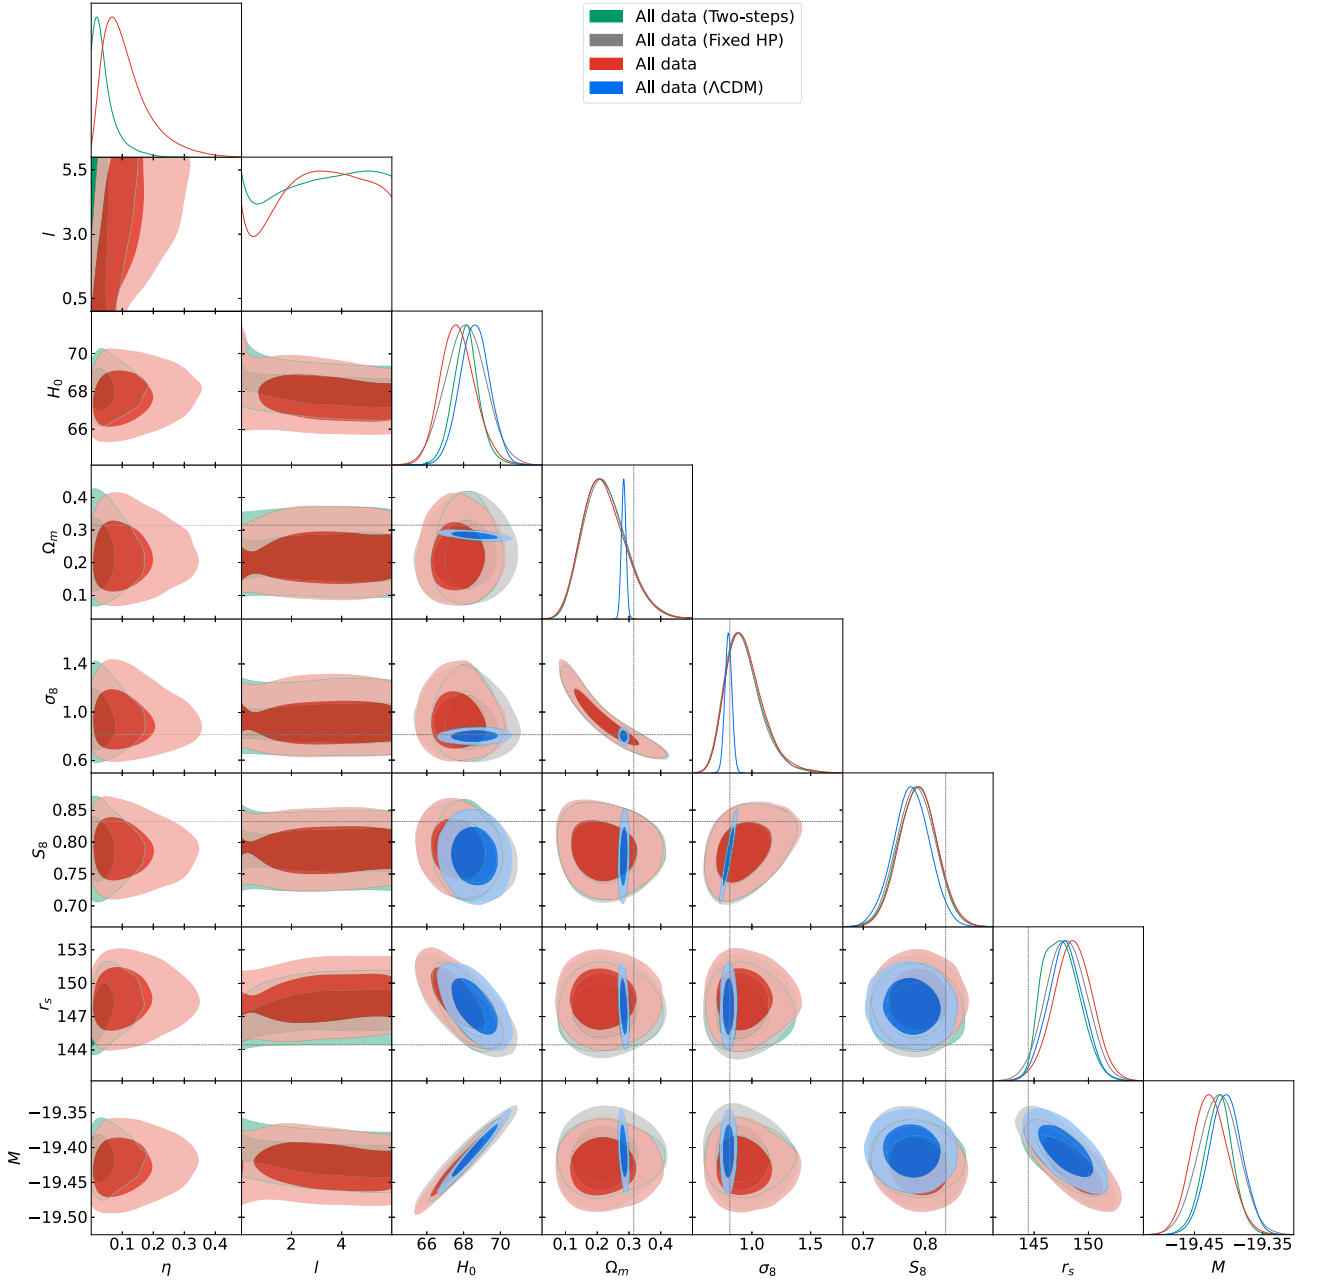 All data (Two-steps)
All data (Fixed HP)
All data
All data (ΛCDM)
5.5
3.0
0.5
l
70
68
66
H₀
0.4
0.3
0.2
0.1
Ωₘ
1.4
1.0
0.6
σ₈
0.85
0.80
0.75
0.70
S₈
153
150
147
144
rₛ
−19.35
−19.40
−19.45
−19.50
M
0.1 0.2 0.3 0.4
2 4
66 68 70
0.1 0.2 0.3 0.4
1.0 1.5
0.7 0.8
145 150
−19.45 −19.35
η l H₀ Ωₘ σ₈ S₈ rₛ M